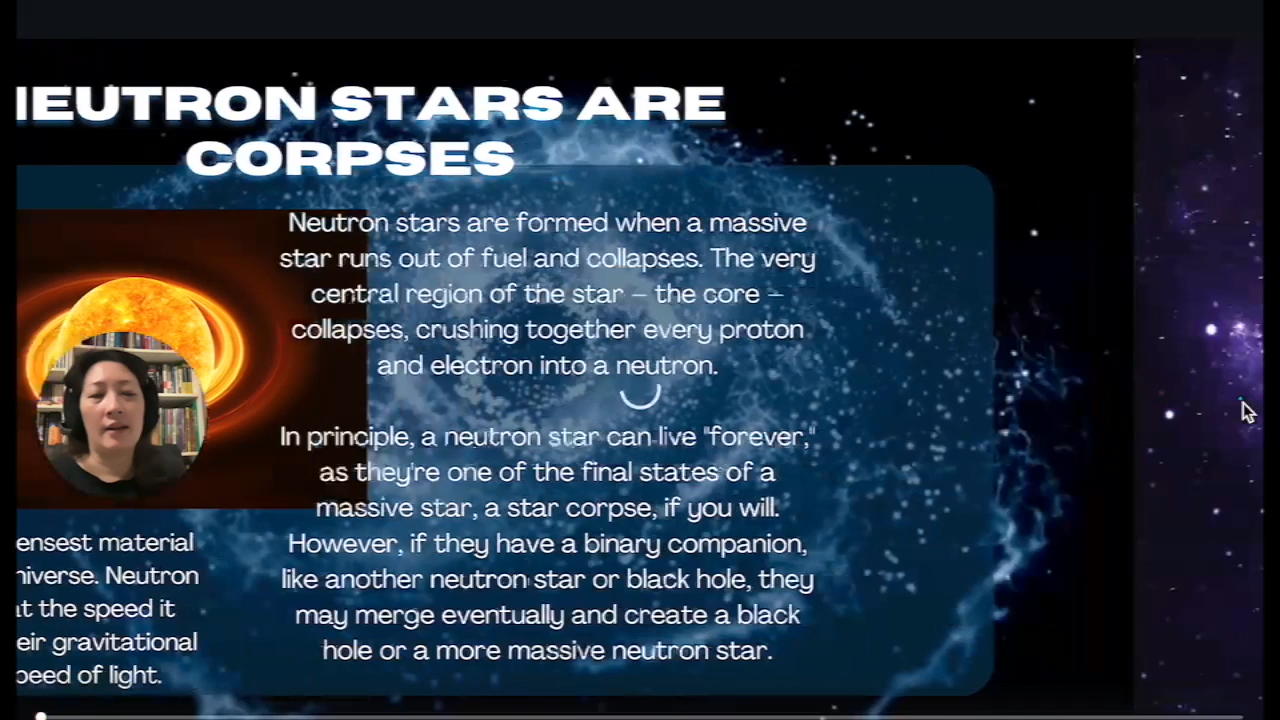 NEUTRON STARS ARE
CORPSES
Neutron stars are formed when a massive
star runs out of fuel and collapses. The very
central region of the star – the core –
collapses, crushing together every proton
and electron into a neutron.
In principle, a neutron star can live "forever,"
as they're one of the final states of a
massive star, a star corpse, if you will.
However, if they have a binary companion,
like another neutron star or black hole, they
may merge eventually and create a black
hole or a more massive neutron star.
ensest material
niverse. Neutron
at the speed it
eir gravitational
peed of light.